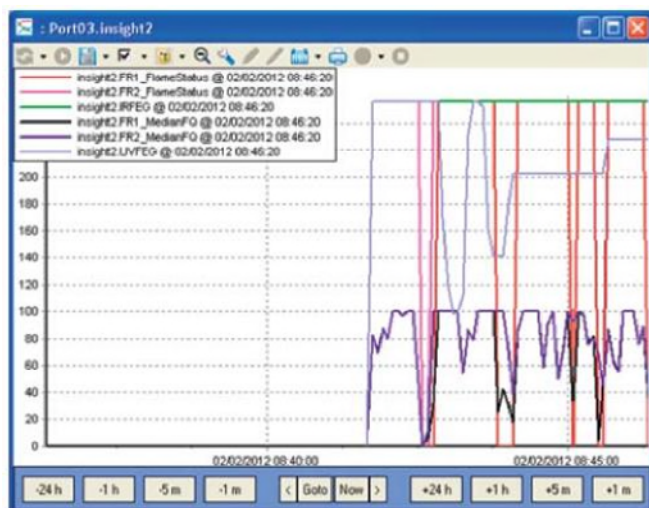 : Port03.insight2
insight2.FR1_FlameStatus @ 02/02/2012 08:46:20
insight2.FR2_FlameStatus @ 02/02/2012 08:46:20
insight2.IRFEG @ 02/02/2012 08:46:20
insight2.FR1_MedianFQ @ 02/02/2012 08:46:20
insight2.FR2_MedianFQ @ 02/02/2012 08:46:20
insight2.UVFEG @ 02/02/2012 08:46:20
200
180
160
140
120
100
80
60
40
20
0
02/02/2012 08:40:00 02/02/2012 08:45:00
-24 h -1 h -5 m -1 m < Goto Now > +24 h +1 h +5 m +1 m